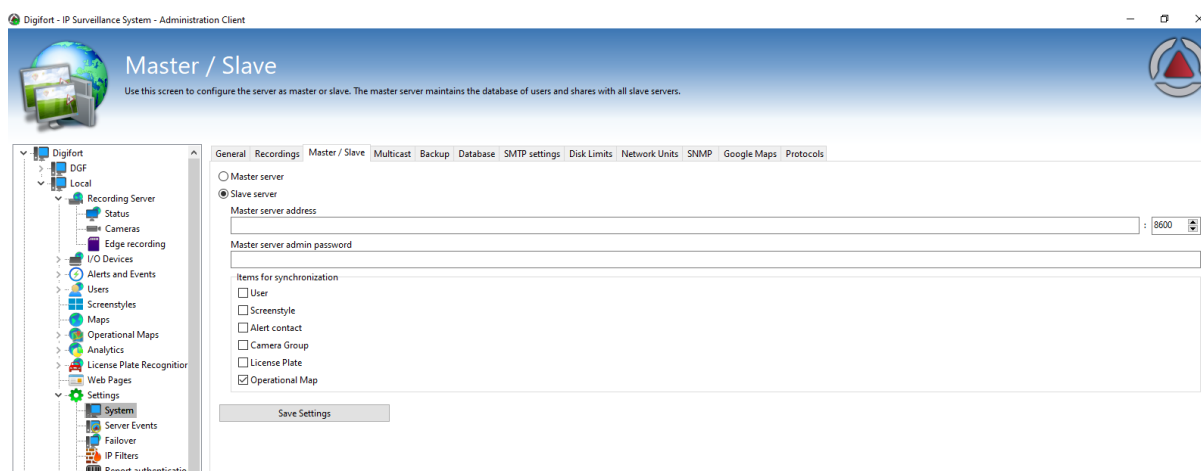 Digifort - IP Surveillance System - Administration Client
Master / Slave
Use this screen to configure the server as master or slave. The master server maintains the database of users and shares with all slave servers.
Digifort
DGF
Local
Recording Server
Status
Cameras
Edge recording
I/O Devices
Alerts and Events
Users
Screenstyles
Maps
Operational Maps
Analytics
License Plate Recognition
Web Pages
Settings
System
Server Events
Failover
IP Filters
Report authenticatio
General Recordings Master / Slave Multicast Backup Database SMTP settings Disk Limits Network Units SNMP Google Maps Protocols
Master server
Slave server
Master server address
: 8600
Master server admin password
Items for synchronization
User
Screenstyle
Alert contact
Camera Group
License Plate
Operational Map
Save Settings